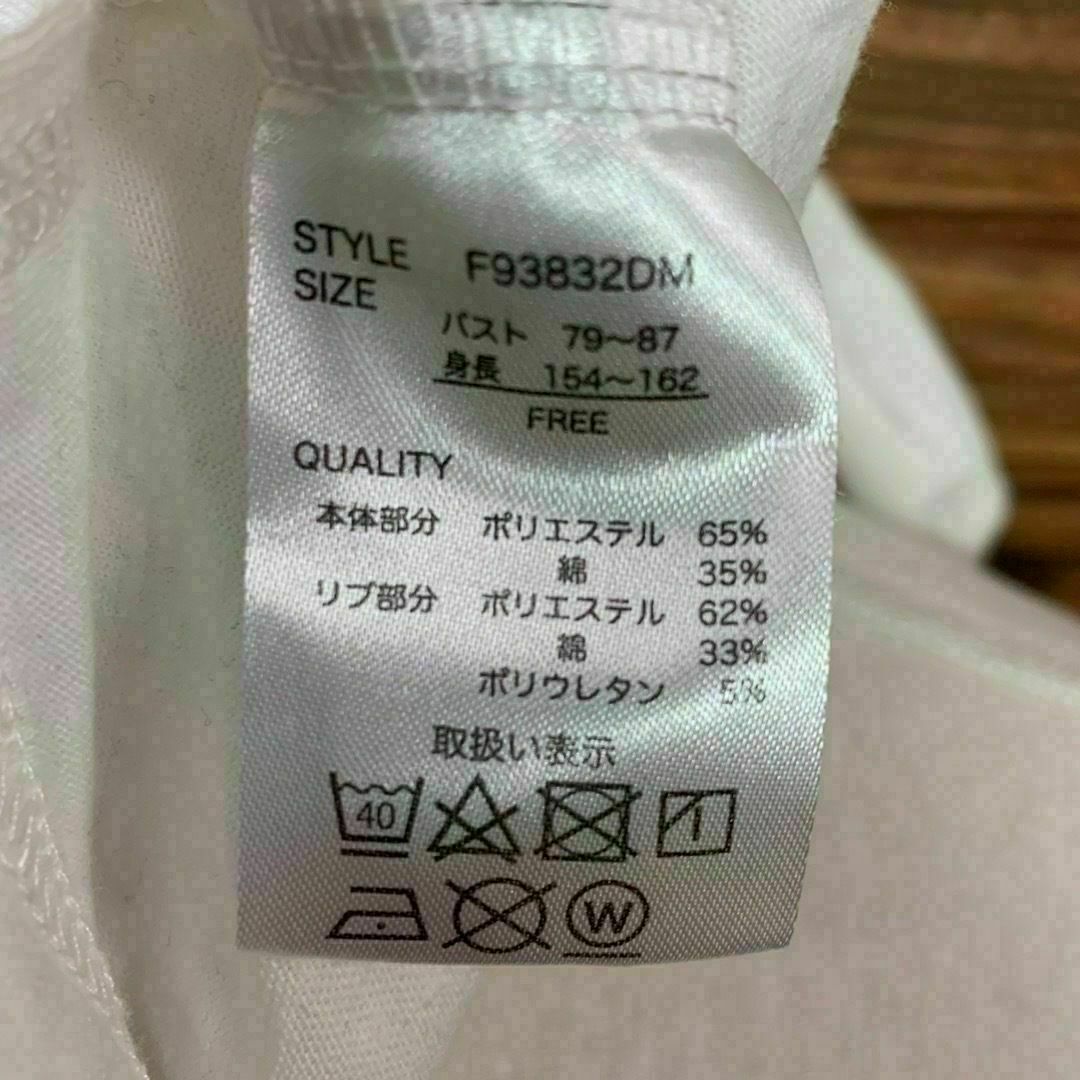 STYLE F93832DM
SIZE
バスト 79～87
身長 154～162
FREE
QUALITY
本体部分 ポリエステル 65%
綿 35%
リブ部分 ポリエステル 62%
綿 33%
ポリウレタン 5%
取扱い表示
40
W